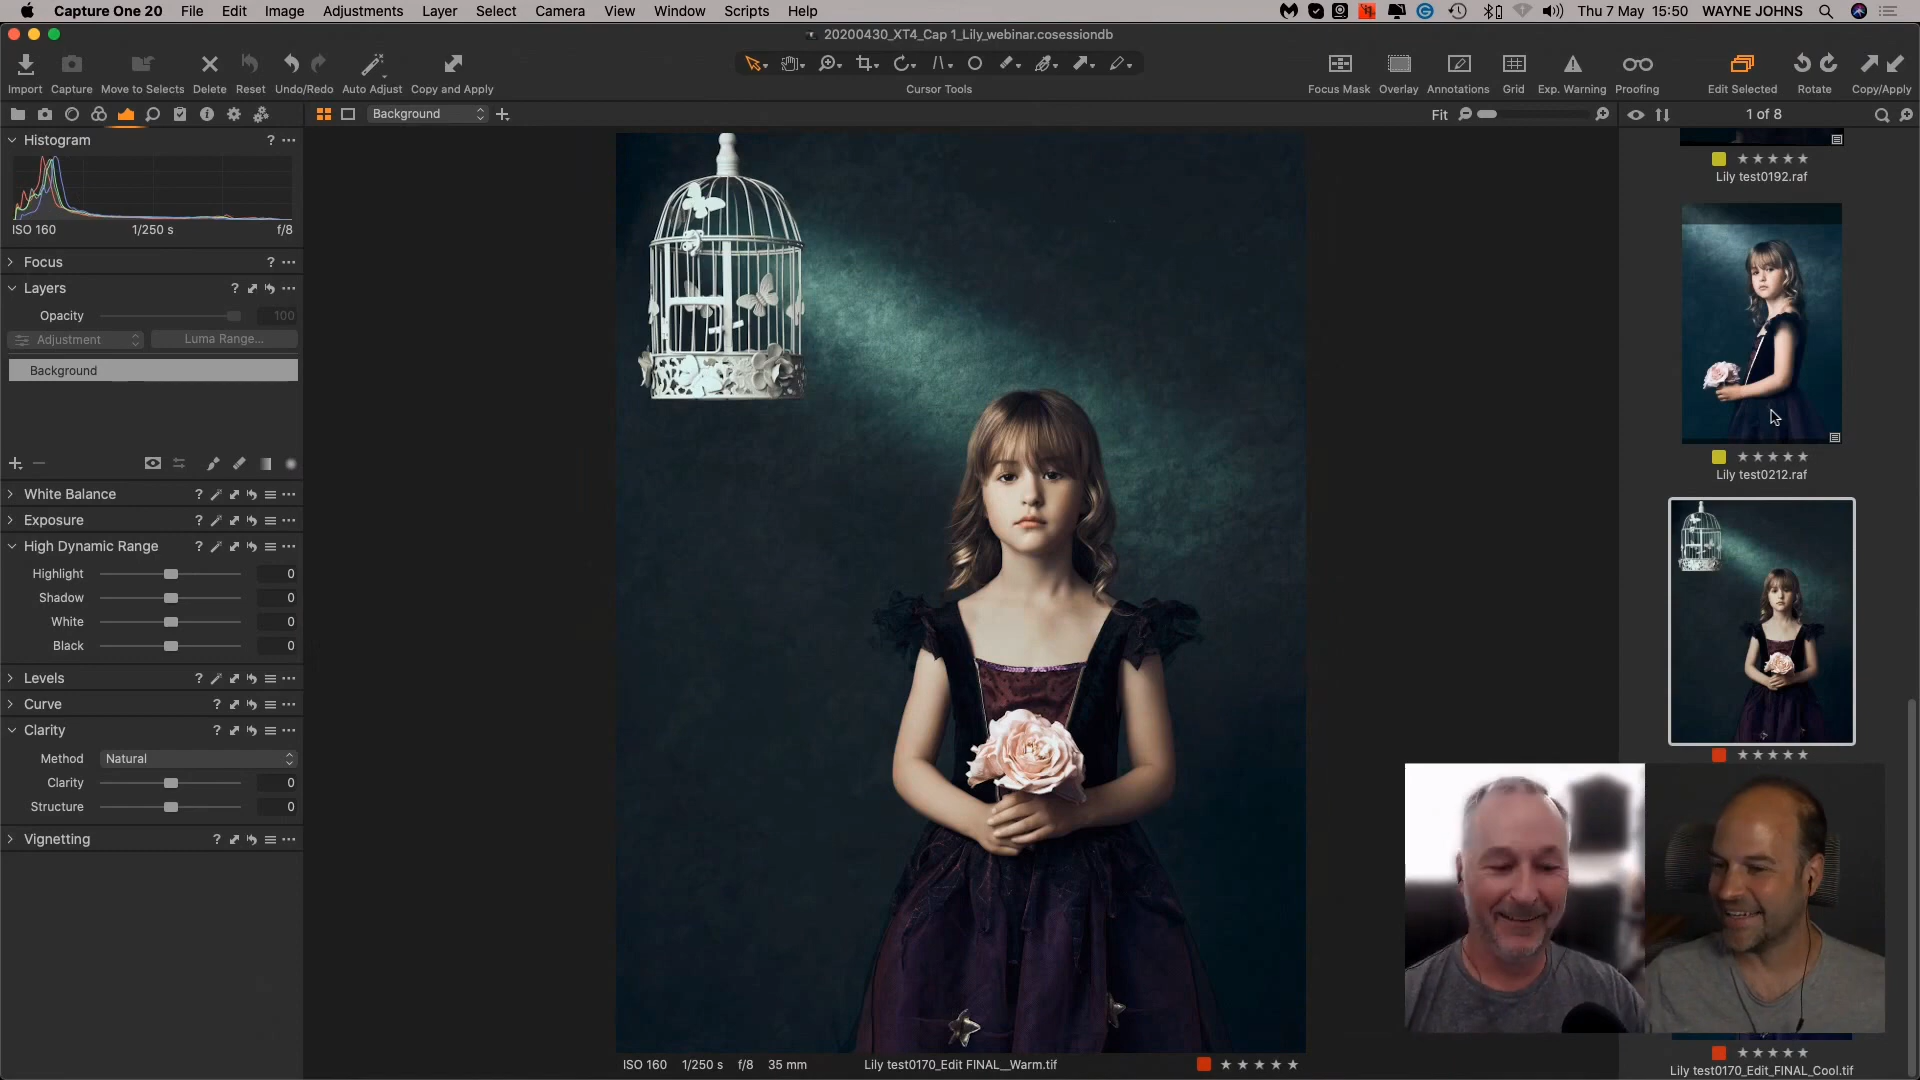 Capture One 20 File Edit Image Adjustments Layer Select Camera View Window Scripts Help Thu 7 May 15:50 WAYNE JOHNS
20200430_XT4_Cap 1_Lily_webinar.cosessiondb
Import Capture Move to Selects Delete Reset Undo/Redo Auto Adjust Copy and Apply Cursor Tools Focus Mask Overlay Annotations Grid Exp. Warning Proofing Edit Selected Rotate Copy/Apply
Background Fit 1 of 8
Histogram ?
ISO 160 1/250 s f/8
Focus ?
Layers ?
Opacity 100
Adjustment Luma Range...
Background
White Balance ?
Exposure ?
High Dynamic Range ?
Highlight 0
Shadow 0
White 0
Black 0
Levels ?
Curve ?
Clarity ?
Method Natural
Clarity 0
Structure 0
Vignetting ?
Lily test0192.raf
Lily test0212.raf
ISO 160 1/250 s f/8 35 mm Lily test0170_Edit FINAL__Warm.tif
Lily test0170_Edit_FINAL_Cool.tif